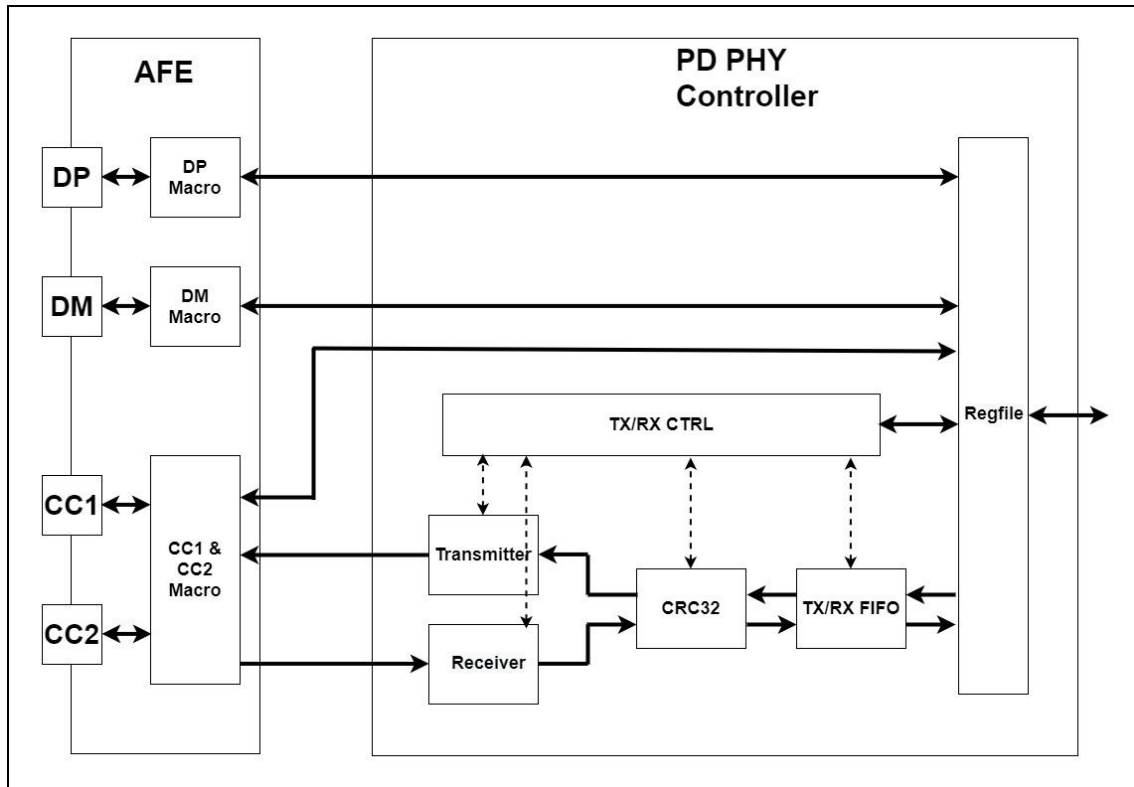 AFE
PD PHY
Controller
DP
DP
Macro
DM
DM
Macro
TX/RX CTRL
Regfile
CC1
CC1 &
CC2
Macro
Transmitter
CRC32
TX/RX FIFO
CC2
Receiver